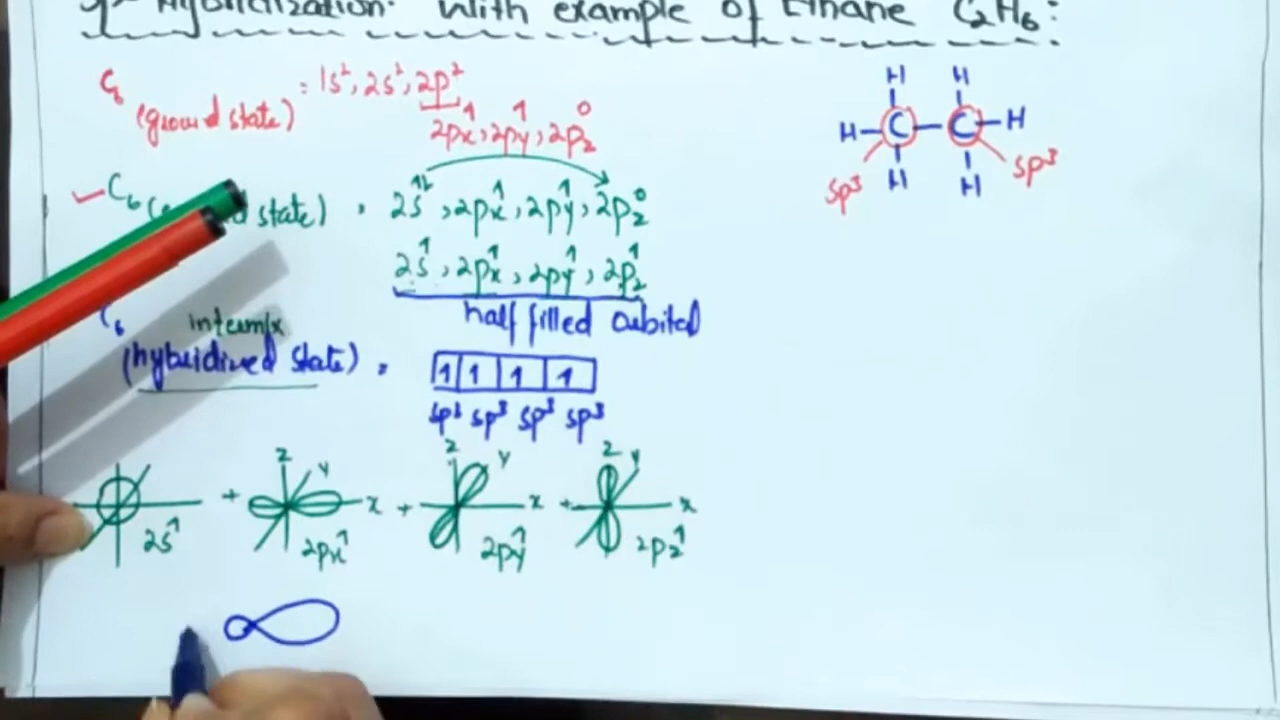 Hybridization: With example of Ethane C2H6:
C6 (ground state) : 1s², 2s², 2p²
2px¹, 2py¹, 2pz⁰
C6 state) : 2s1l, 2px¹, 2py¹, 2pz⁰
2s¹, 2px¹, 2py¹, 2pz¹
half filled orbital
C6 intermix
(hybridized state) :
1 1 1 1
sp³ sp³ sp³ sp³
z y x z y x z y x
2s¹ + 2px¹ + 2py¹ + 2pz¹
H H
H-C-C-H
sp³ H H sp³